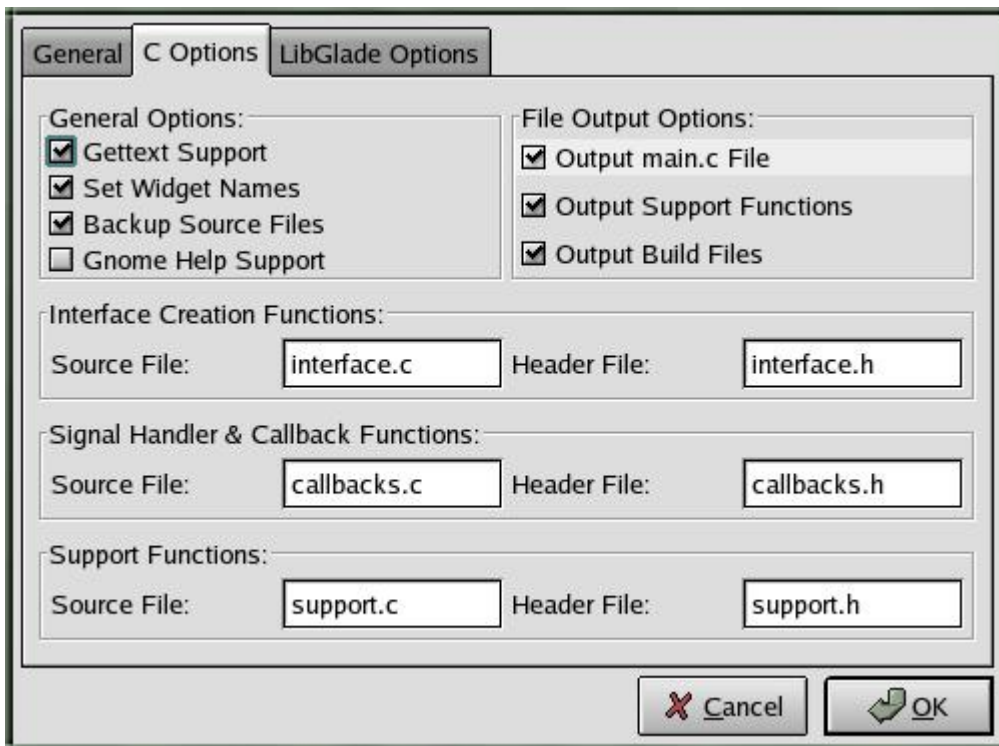 General
C Options
LibGlade Options
General Options:
Gettext Support
Set Widget Names
Backup Source Files
Gnome Help Support
File Output Options:
Output main.c File
Output Support Functions
Output Build Files
Interface Creation Functions:
Source File: interface.c Header File: interface.h
Signal Handler & Callback Functions:
Source File: callbacks.c Header File: callbacks.h
Support Functions:
Source File: support.c Header File: support.h
Cancel
OK